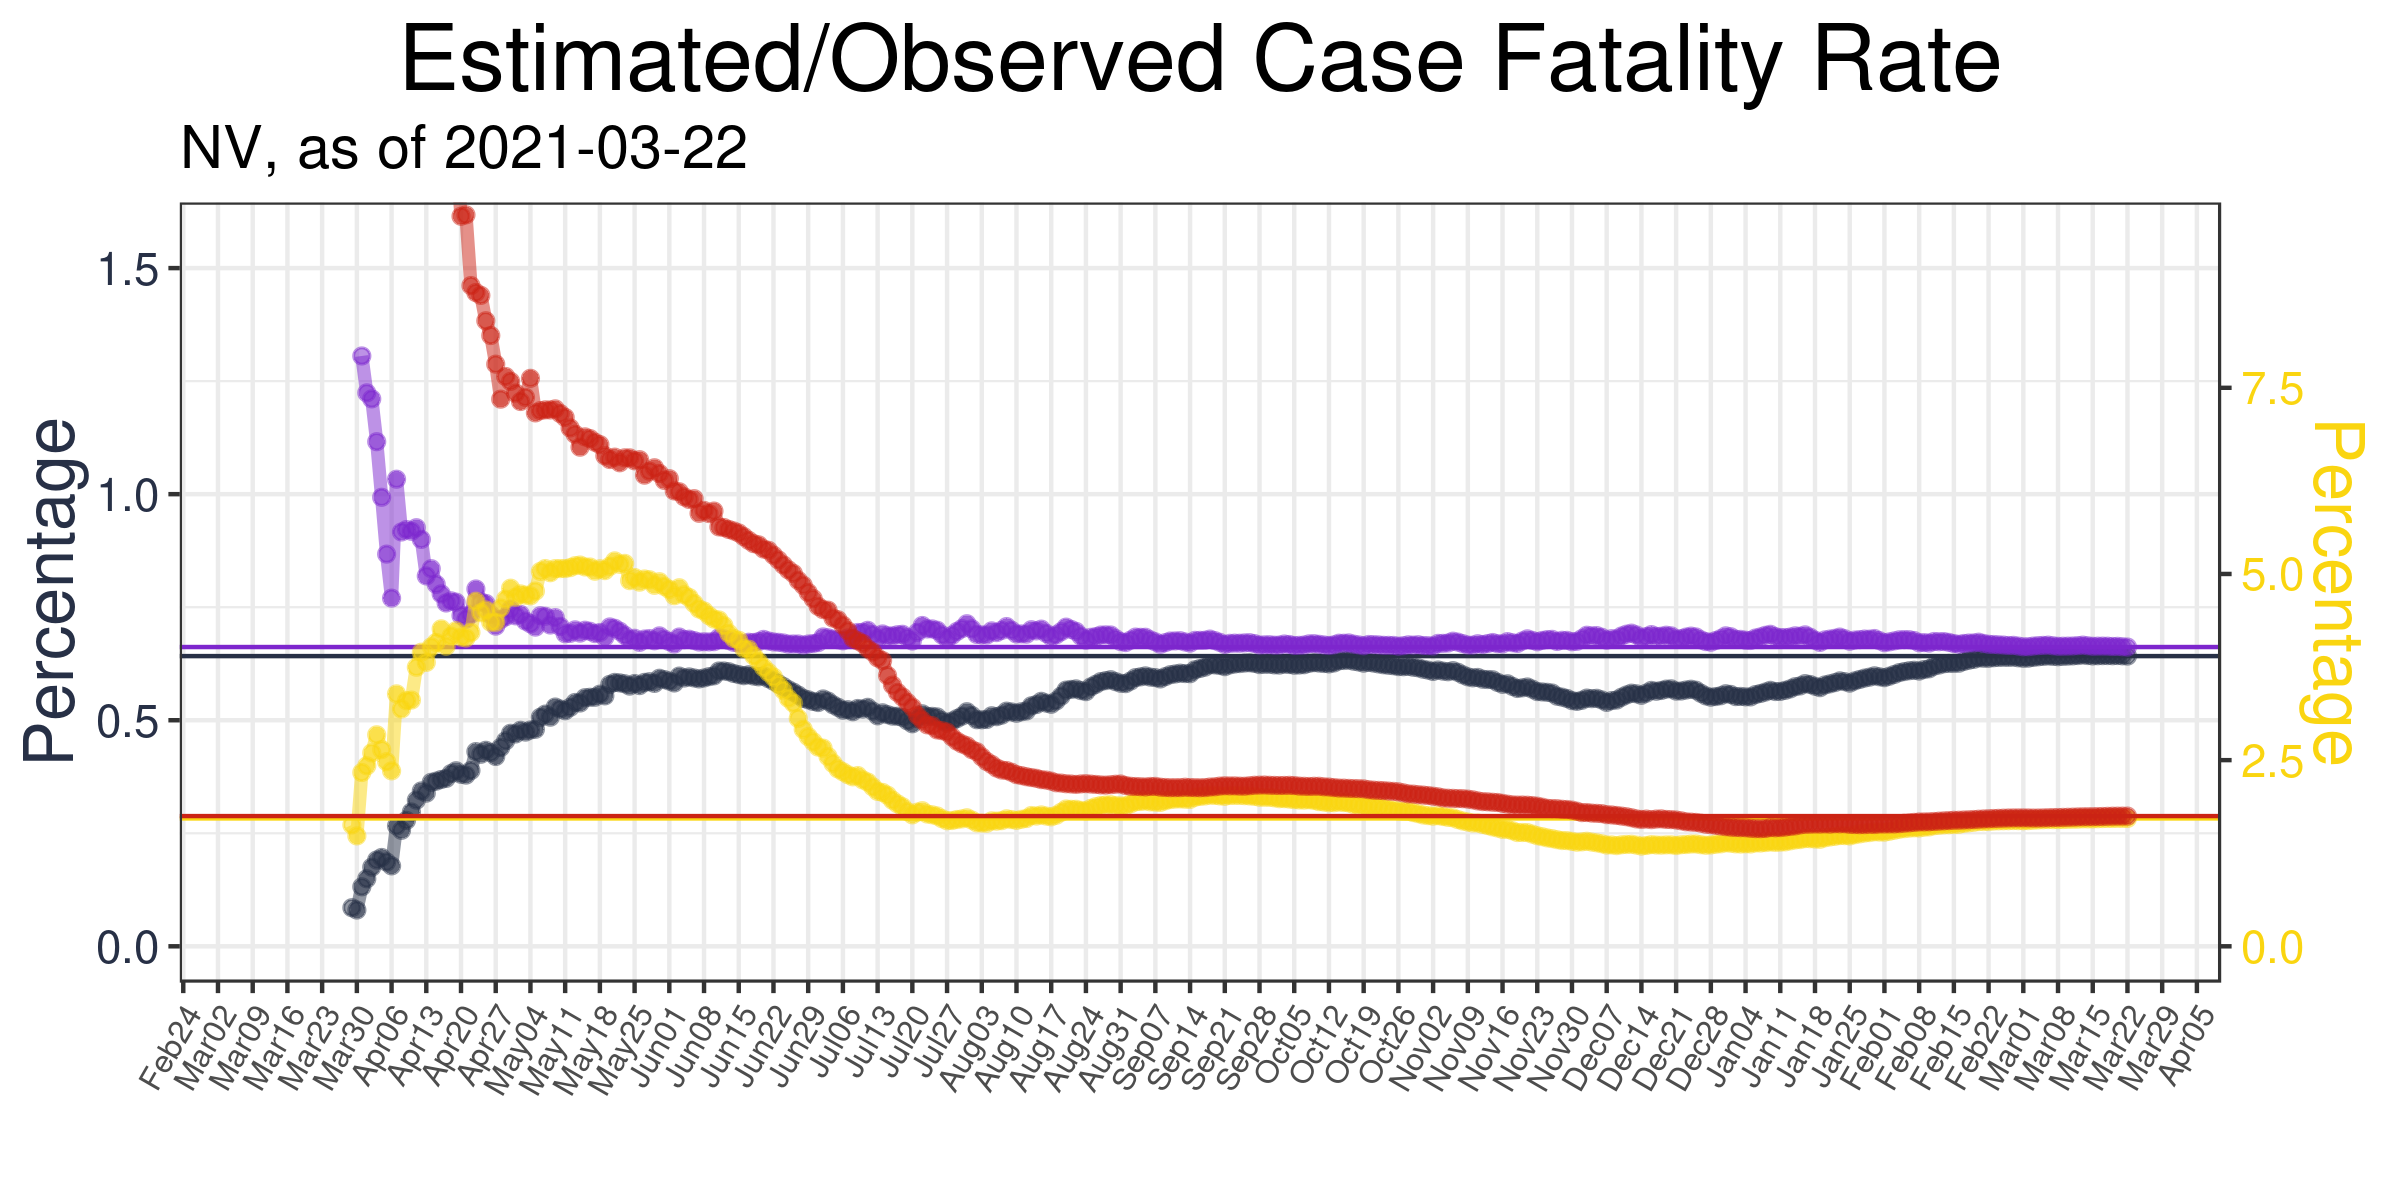 Estimated/Observed Case Fatality Rate
NV, as of 2021-03-22
Percentage
1.5
1.0
0.5
0.0
7.5
5.0
2.5
0.0
Percentage
Feb24
Mar02
Mar09
Mar16
Mar23
Mar30
Apr06
Apr13
Apr20
Apr27
May04
May11
May18
May25
Jun01
Jun08
Jun15
Jun22
Jun29
Jul06
Jul13
Jul20
Jul27
Aug03
Aug10
Aug17
Aug24
Aug31
Sep07
Sep14
Sep21
Sep28
Oct05
Oct12
Oct19
Oct26
Nov02
Nov09
Nov16
Nov23
Nov30
Dec07
Dec14
Dec21
Dec28
Jan04
Jan11
Jan18
Jan25
Feb01
Feb08
Feb15
Feb22
Mar01
Mar08
Mar15
Mar22
Mar29
Apr05